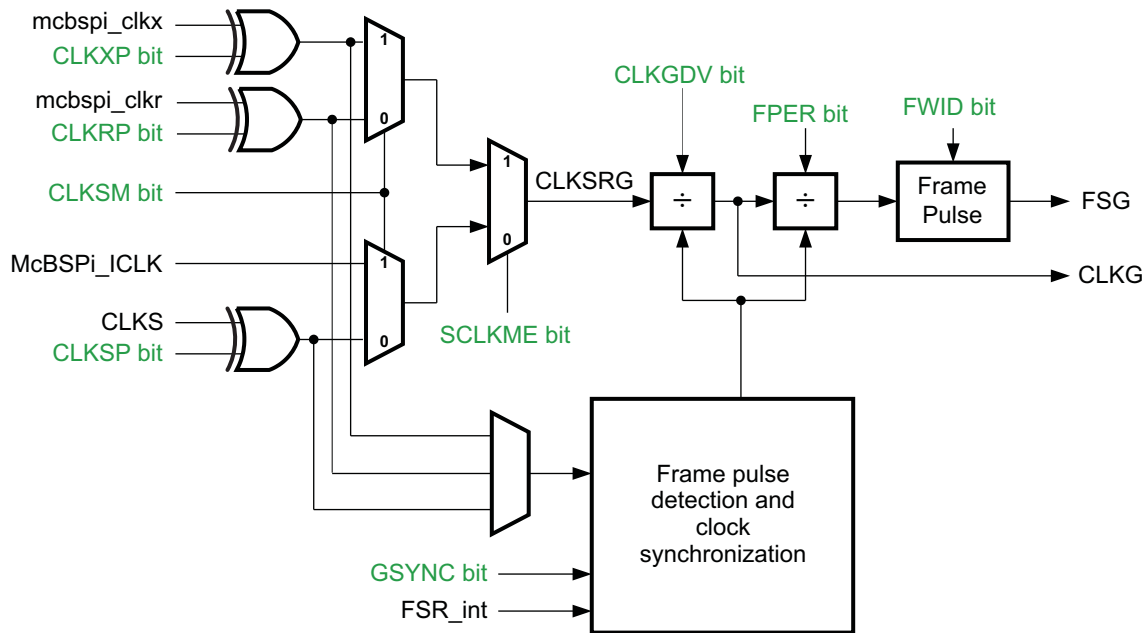 mcbspi_clkx
CLKXP bit
mcbspi_clkr
CLKRP bit
CLKSM bit
McBSPi_ICLK
CLKS
CLKSP bit
1
0
1
0
1
0
SCLKME bit
CLKSRG
CLKGDV bit
÷
FPER bit
÷
FWID bit
Frame
Pulse
FSG
CLKG
Frame pulse
detection and
clock
synchronization
GSYNC bit
FSR_int